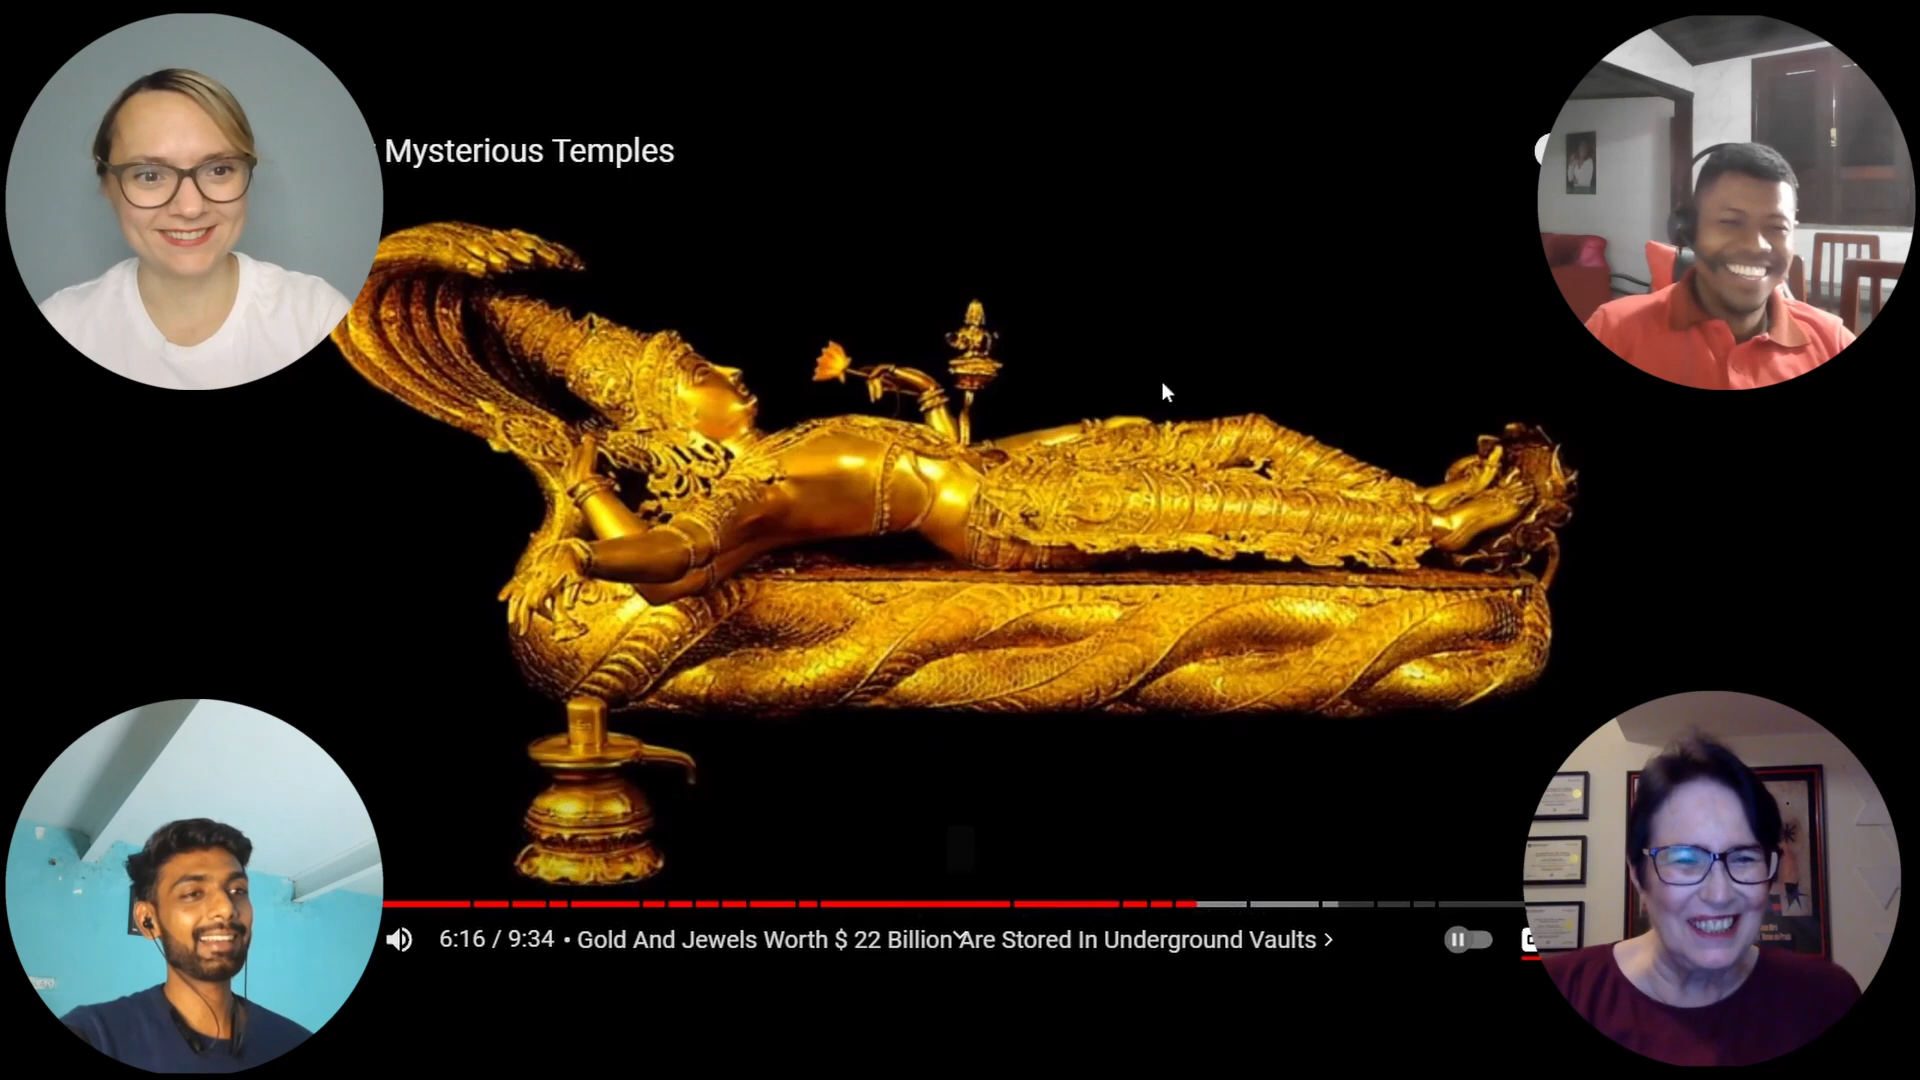 Mysterious Temples
6:16 / 9:34 • Gold And Jewels Worth $ 22 Billion Are Stored In Underground Vaults